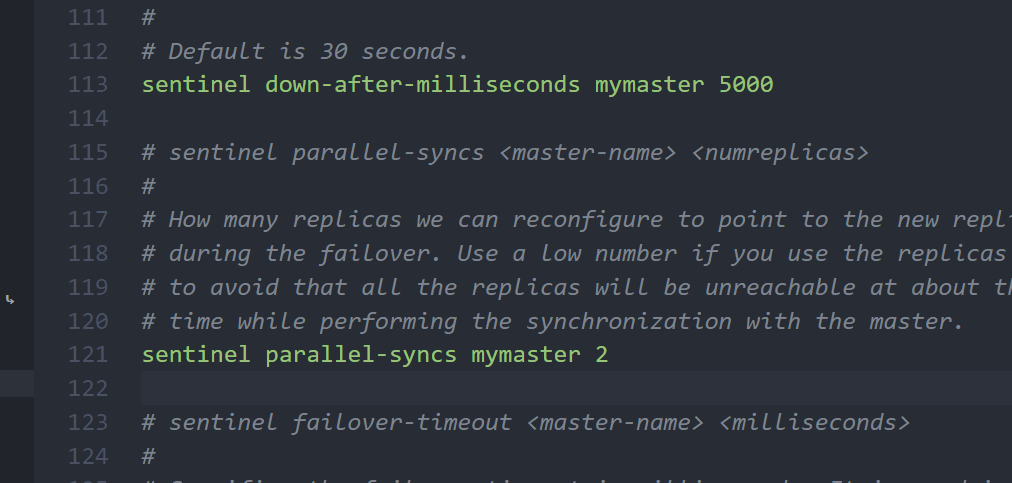 111 #
112 # Default is 30 seconds.
113 sentinel down-after-milliseconds mymaster 5000
114
115 # sentinel parallel-syncs <master-name> <numreplicas>
116 #
117 # How many replicas we can reconfigure to point to the new repl
118 # during the failover. Use a low number if you use the replicas
119 # to avoid that all the replicas will be unreachable at about th
120 # time while performing the synchronization with the master.
121 sentinel parallel-syncs mymaster 2
122
123 # sentinel failover-timeout <master-name> <milliseconds>
124 #